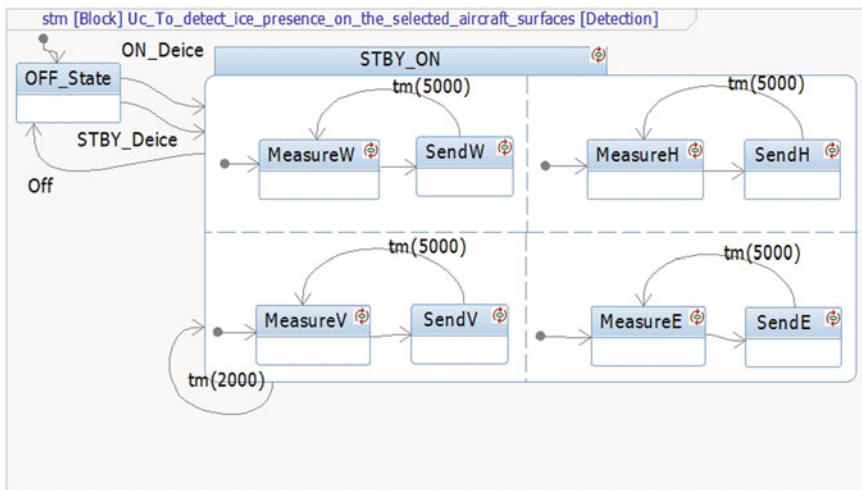 stm [Block] Uc_To_detect_ice_presence_on_the_selected_aircraft_surfaces [Detection]
ON_Deice
STBY_ON
OFF_State
tm(5000)
tm(5000)
STBY_Deice
MeasureW
SendW
MeasureH
SendH
Off
tm(5000)
tm(5000)
MeasureV
SendV
MeasureE
SendE
tm(2000)